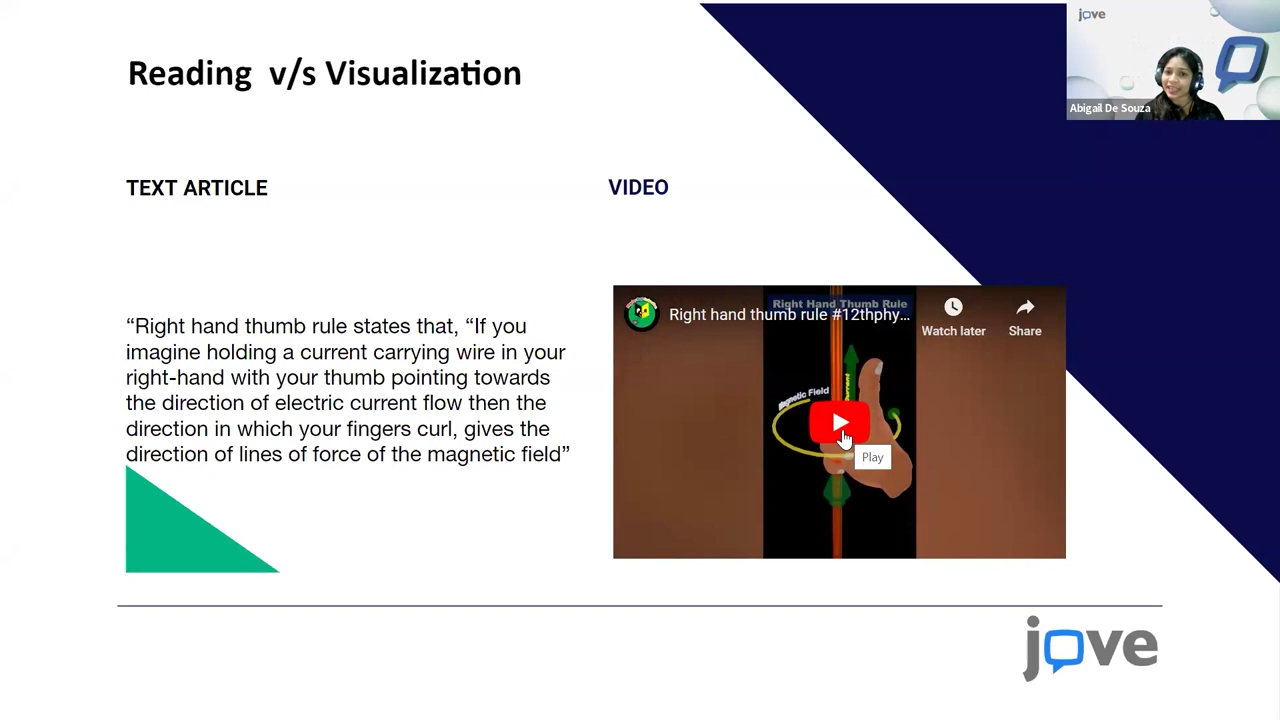 Reading v/s Visualization
jove
Abigail De Souza
TEXT ARTICLE
VIDEO
“Right hand thumb rule states that, “If you
imagine holding a current carrying wire in your
right-hand with your thumb pointing towards
the direction of electric current flow then the
direction in which your fingers curl, gives the
direction of lines of force of the magnetic field”
Right Hand Thumb Rule
Right hand thumb rule #12thphy...
Watch later
Share
Magnetic Field
Current
Play
jove